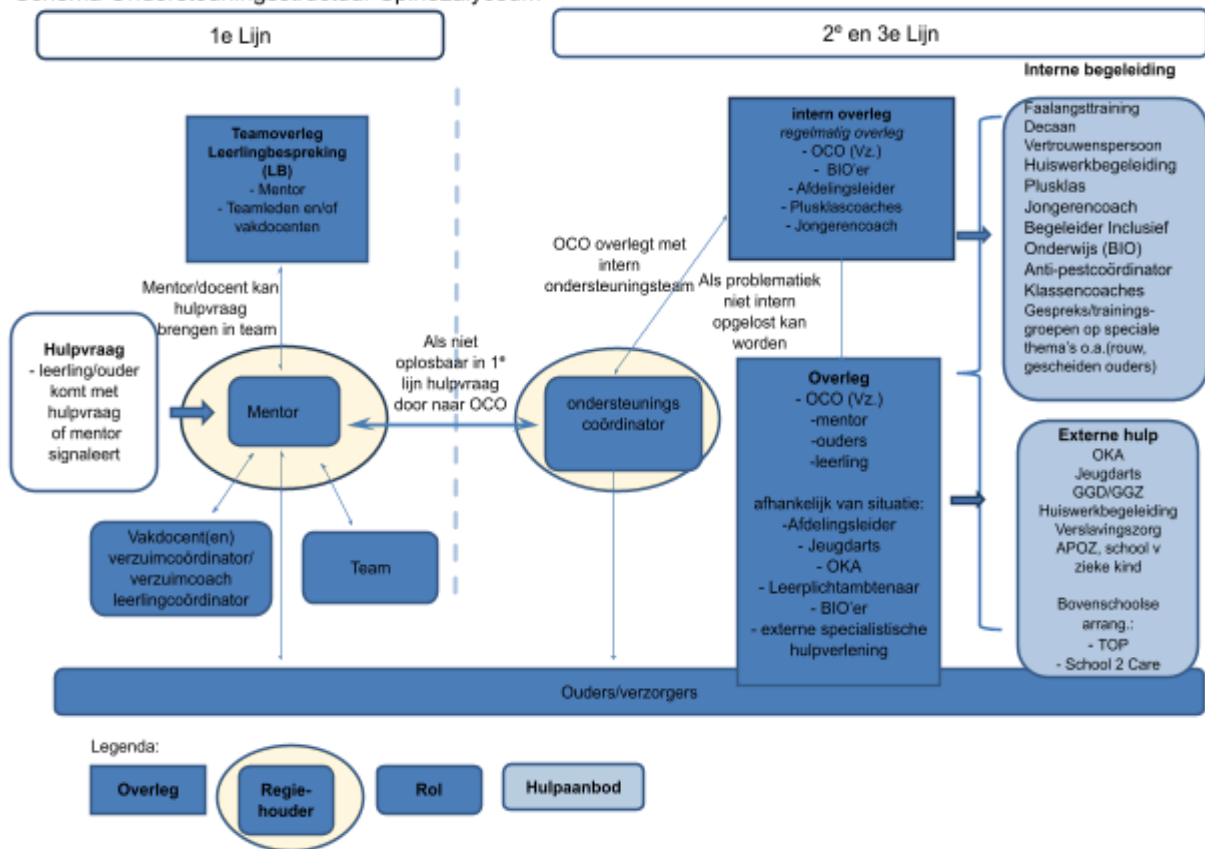 1e Lijn
2e en 3e Lijn
Teamoverleg
Leerlingbespreking
(LB)
- Mentor
- Teamleden en/of
vakdocenten
Mentor/docent kan
hulpvraag
brengen in team
Hulpvraag
- leerling/ouder
komt met
hulpvraag
of mentor
signaleert
Mentor
Als niet
oplosbaar in 1e
lijn hulpvraag
door naar OCO
Vakdocent(en)
verzuimcoördinator/
verzuimcoach
leerlingcoördinator
Team
intern overleg
regelmatig overleg
- OCO (Vz.)
- BIO'er
- Afdelingsleider
- Plusklascoaches
- Jongerencoach
OCO overlegt met
intern
ondersteuningsteam
Als problematiek
niet intern
opgelost kan
worden
ondersteunings
coördinator
Overleg
- OCO (Vz.)
-mentor
-ouders
-leerling
afhankelijk van situatie:
-Afdelingsleider
- Jeugdarts
- OKA
- Leerplichtambtenaar
- BIO'er
- externe specialistische
hulpverlening
Interne begeleiding
Faalangsttraining
Decaan
Vertrouwenspersoon
Huiswerkbegeleiding
Plusklas
Jongerencoach
Begeleider Inclusief
Onderwijs (BIO)
Anti-pestcoördinator
Klassencoaches
Gespreks/trainings-
groepen op speciale
thema's o.a.(rouw,
gescheiden ouders)
Externe hulp
OKA
Jeugdarts
GGD/GGZ
Huiswerkbegeleiding
Verslavingszorg
APOZ, school v
zieke kind
Bovenschoolse
arrang.:
- TOP
- School 2 Care
Ouders/verzorgers
Legenda:
Overleg
Regie-
houder
Rol
Hulpaanbod